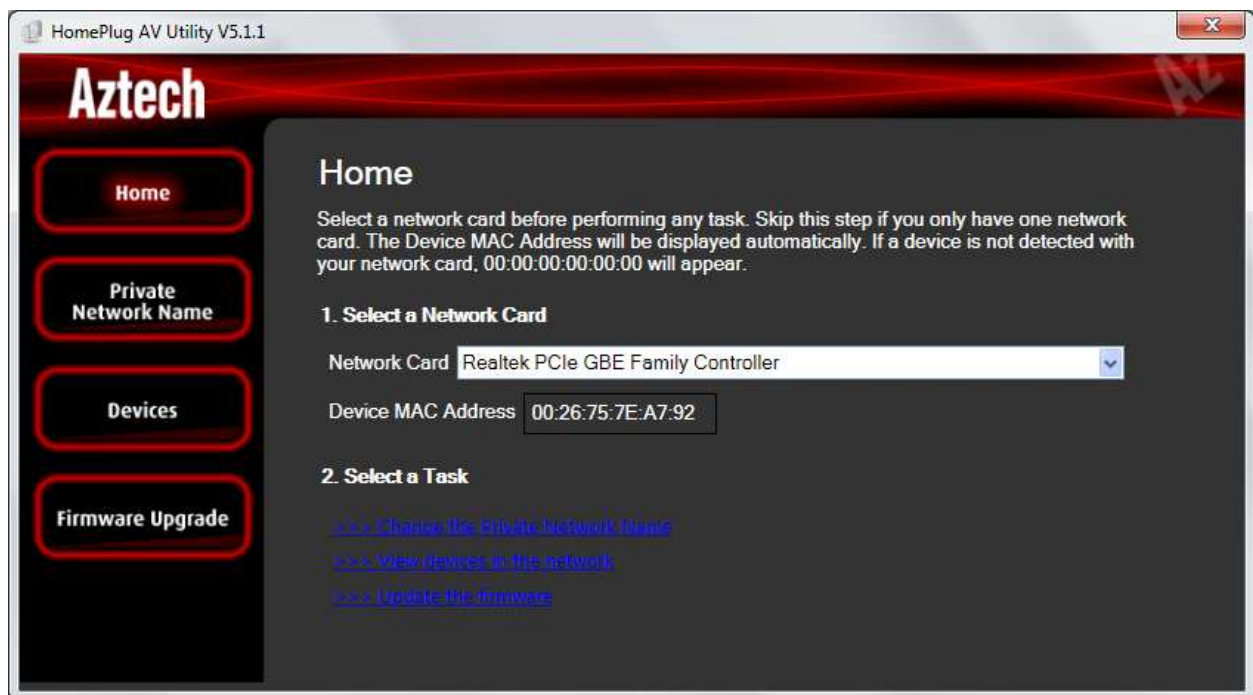 HomePlug AV Utility V5.1.1
Aztech
Az
Home
Private
Network Name
Devices
Firmware Upgrade
Home
Select a network card before performing any task. Skip this step if you only have one network
card. The Device MAC Address will be displayed automatically. If a device is not detected with
your network card, 00:00:00:00:00:00 will appear.
1. Select a Network Card
Network Card Realtek PCIe GBE Family Controller
Device MAC Address 00:26:75:7E:A7:92
2. Select a Task
>>> Change the Private Network Name
>>> View devices in the network
>>> Update the firmware